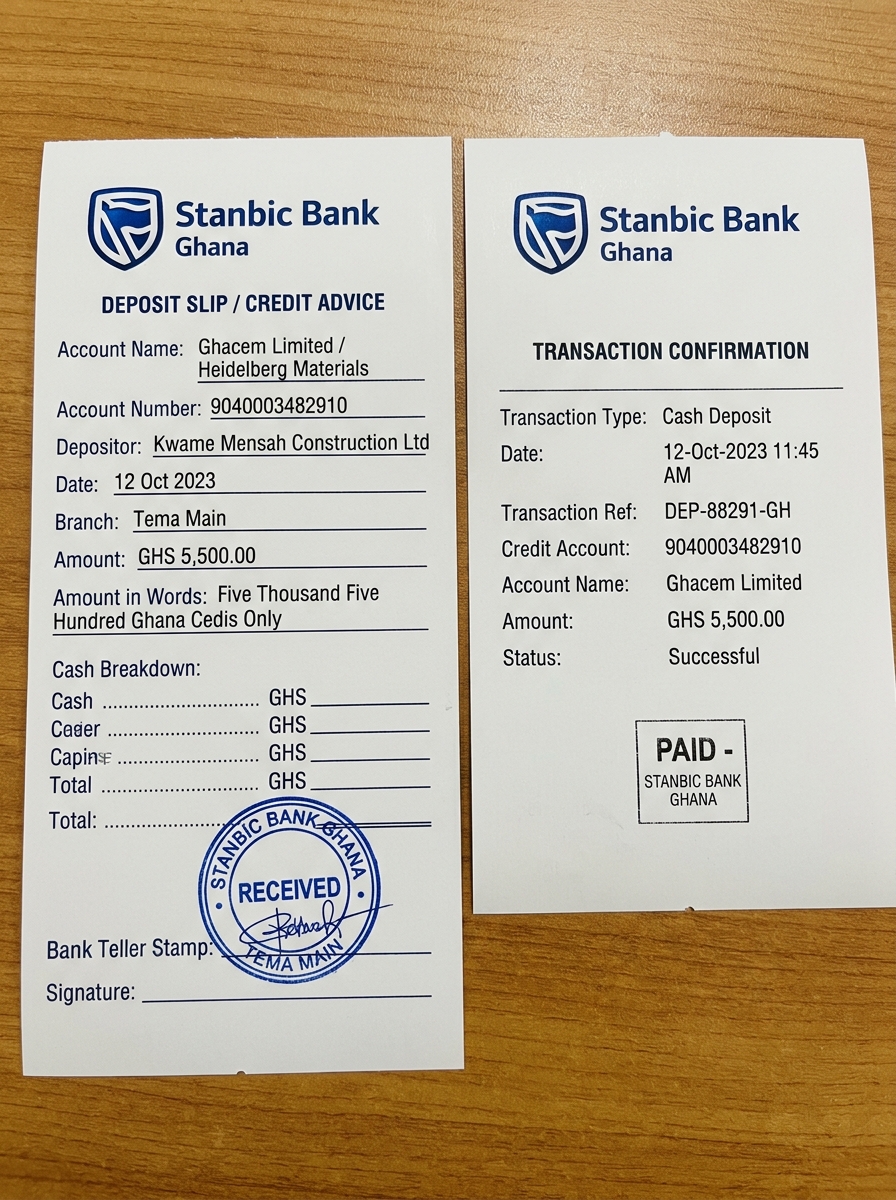 Stanbic Bank
Ghana
DEPOSIT SLIP / CREDIT ADVICE
Account Name: Ghacem Limited /
Heidelberg Materials
Account Number: 9040003482910
Depositor: Kwame Mensah Construction Ltd
Date: 12 Oct 2023
Branch: Tema Main
Amount: GHS 5,500.00
Amount in Words: Five Thousand Five
Hundred Ghana Cedis Only
Cash Breakdown:
Cash .............................. GHS
.............................. GHS
.............................. GHS
Total .............................. GHS
Total: ........................
STANBIC BANK GHANA
RECEIVED
TEMA MAIN
Bank Teller Stamp:
Signature:
Stanbic Bank
Ghana
TRANSACTION CONFIRMATION
Transaction Type: Cash Deposit
Date: 12-Oct-2023 11:45
AM
Transaction Ref: DEP-88291-GH
Credit Account: 9040003482910
Account Name: Ghacem Limited
Amount: GHS 5,500.00
Status: Successful
PAID -
STANBIC BANK
GHANA